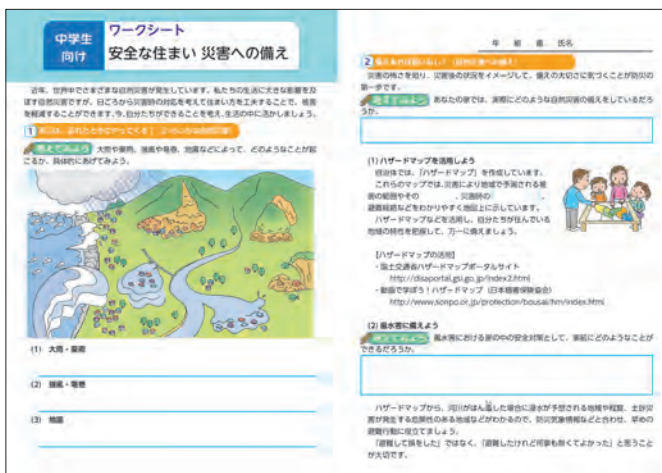 中学生
向け
ワークシート
安全な住まい 災害への備え
近年、世界中でさまざまな自然災害が発生しています。私たちの生活に大きな影響を及
ぼす自然災害ですが、日ごろから災害時の対応を考えて住まい方を工夫することで、被害
を軽減することができます。今、自分たちができることを考え、生活の中に活かしましょう。
1
考えてみよう 大雨や豪雨、強風や竜巻、地震などによって、どのようなことが起
こるか、具体的にあげてみよう。
(1) 大雨・豪雨
(2) 強風・竜巻
(3) 地震
年 組 番 氏名
2 備えあれば憂いなし！
災害の怖さを知り、災害後の状況をイメージして、備えの大切さに気づくことが防災の
第一歩です。
あなたの家では、実際にどのような自然災害の備えをしているだろ
うか。
(1) ハザードマップを活用しよう
自治体では、「ハザードマップ」を作成しています。
これらのマップでは、災害により地域で予測される被
害の範囲やその 、災害時の 、
避難経路などをわかりやすく地図上に示しています。
ハザードマップなどを活用し、自分たちが住んでいる
地域の特性を把握して、万一に備えましょう。
【ハザードマップの活用】
・国土交通省ハザードマップポータルサイト
http://disaportal.gsi.go.jp/index2.html
・動画で学ぼう！ハザードマップ（日本損害保険協会）
http://www.sonpo.or.jp/protection/bousai/hm/index.html
(2) 風水害に備えよう
風水害における家の中の安全対策として、事前にどのようなことが
できるだろうか。
ハザードマップから、河川がはん濫した場合に浸水が予想される地域や程度、土砂災
害が発生する危険性のある地域などがわかるので、防災気象情報などと合わせ、早めの
避難行動に役立てましょう。
「避難して損をした」ではなく、「避難したけれど何事も無くてよかった」と思うこと
が大切です。